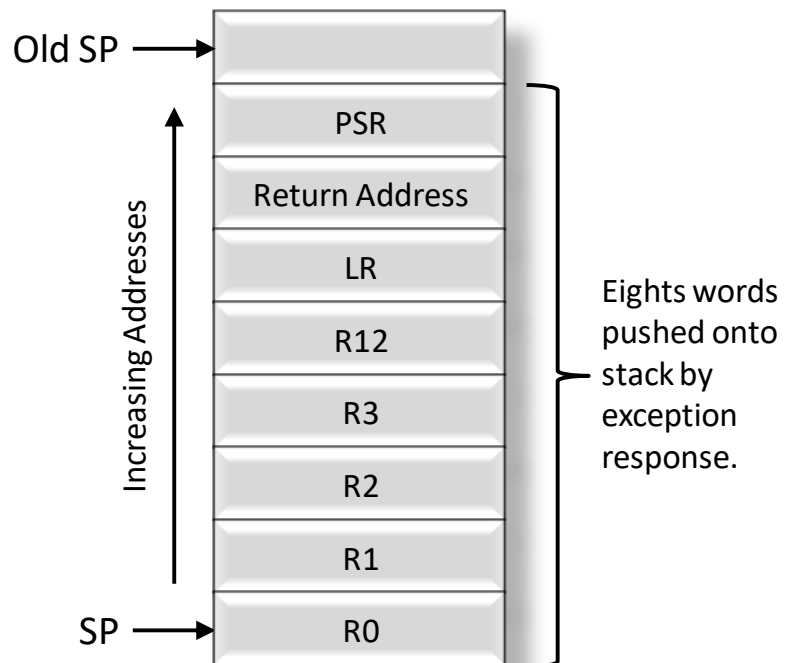 Old SP
PSR
Return Address
LR
R12
R3
R2
R1
R0
SP
Increasing Addresses
Eights words
pushed onto
stack by
exception
response.